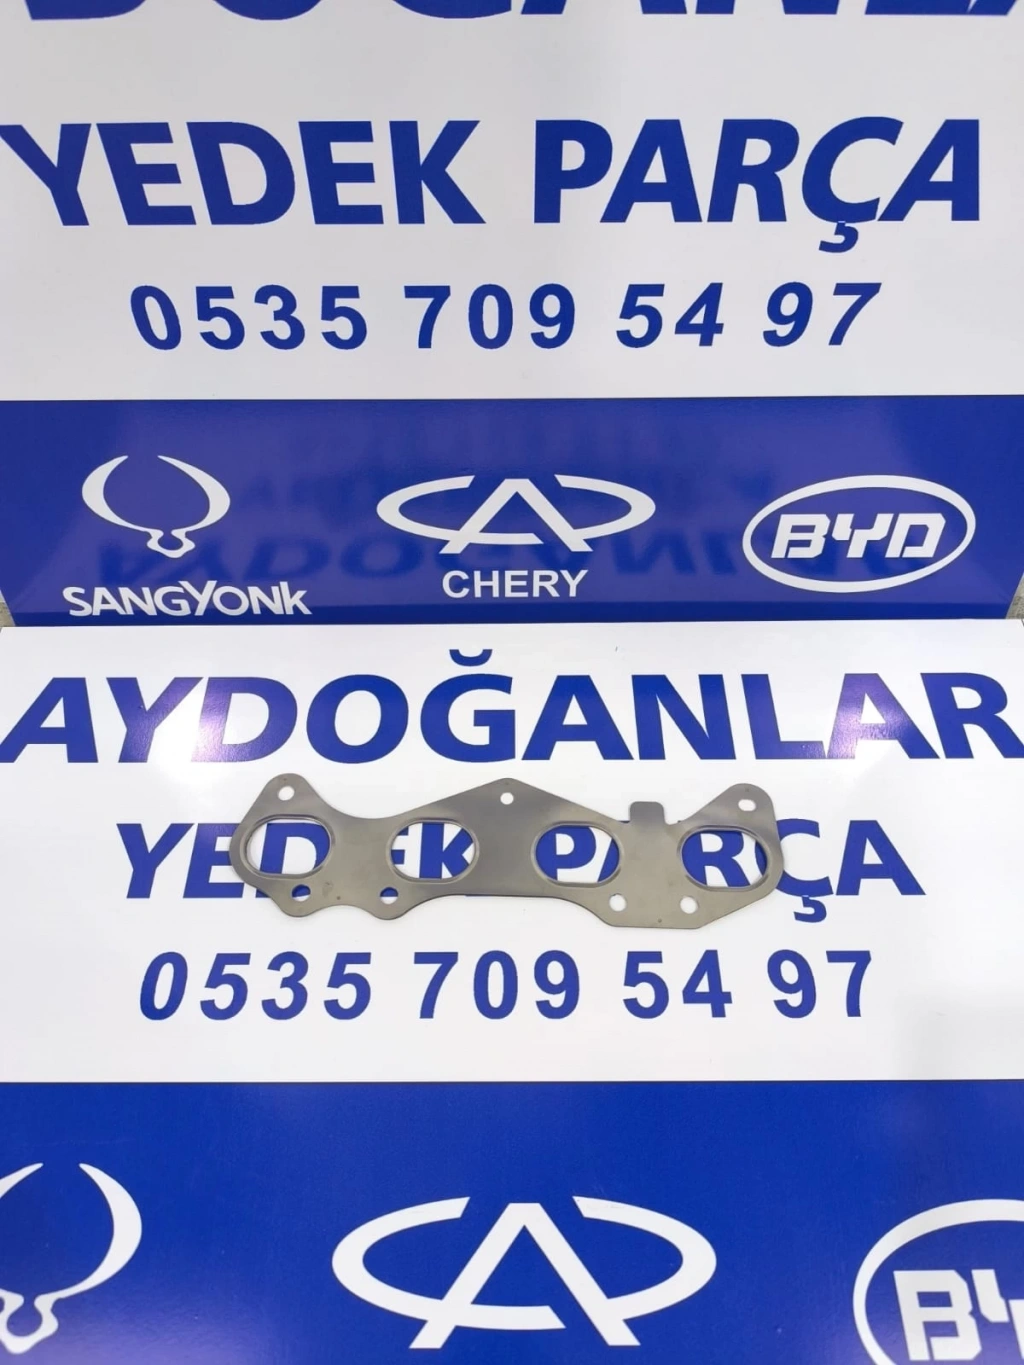 YEDEK PARÇA
0535 709 54 97
SANGYONK
CHERY
BYD
AYDOĞANLAR
YEDEK PARÇA
0535 709 54 97